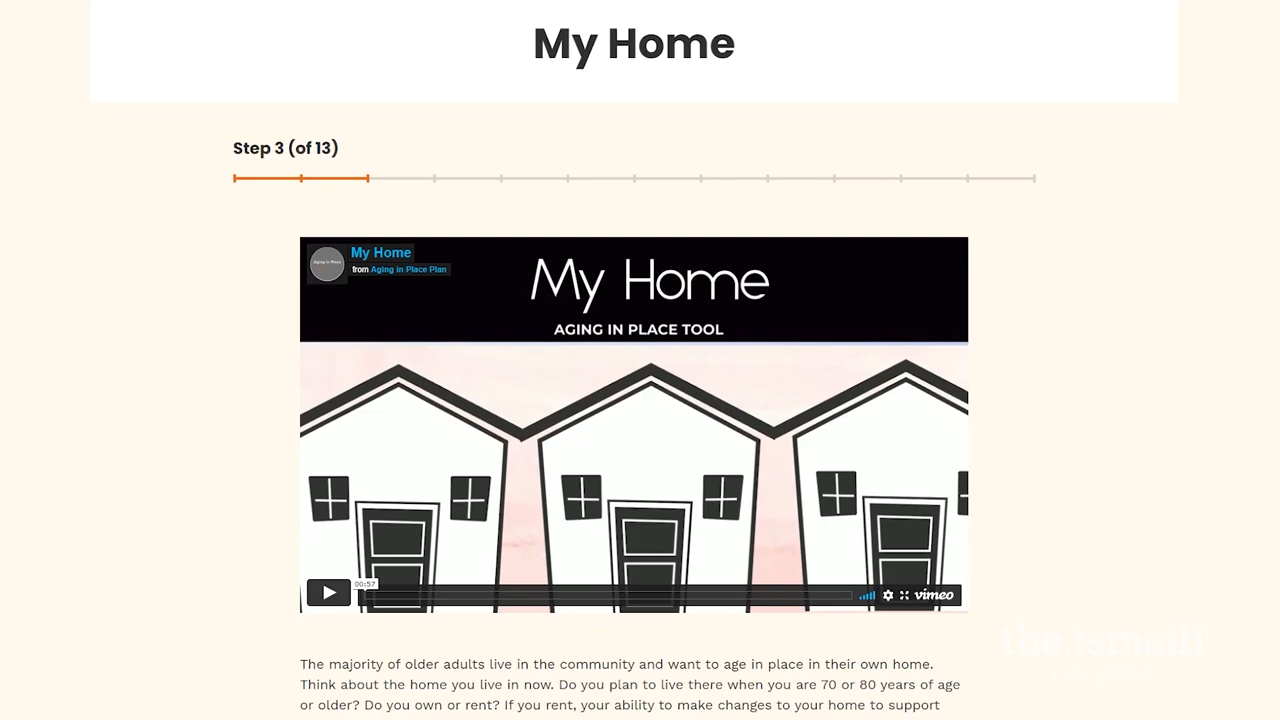 My Home
Step 3 (of 13)
Aging in Place
My Home
from Aging in Place Plan
My Home
AGING IN PLACE TOOL
00:57
vimeo
The majority of older adults live in the community and want to age in place in their own home.
Think about the home you live in now. Do you plan to live there when you are 70 or 80 years of age
or older? Do you own or rent? If you rent, your ability to make changes to your home to support
the.ismaili